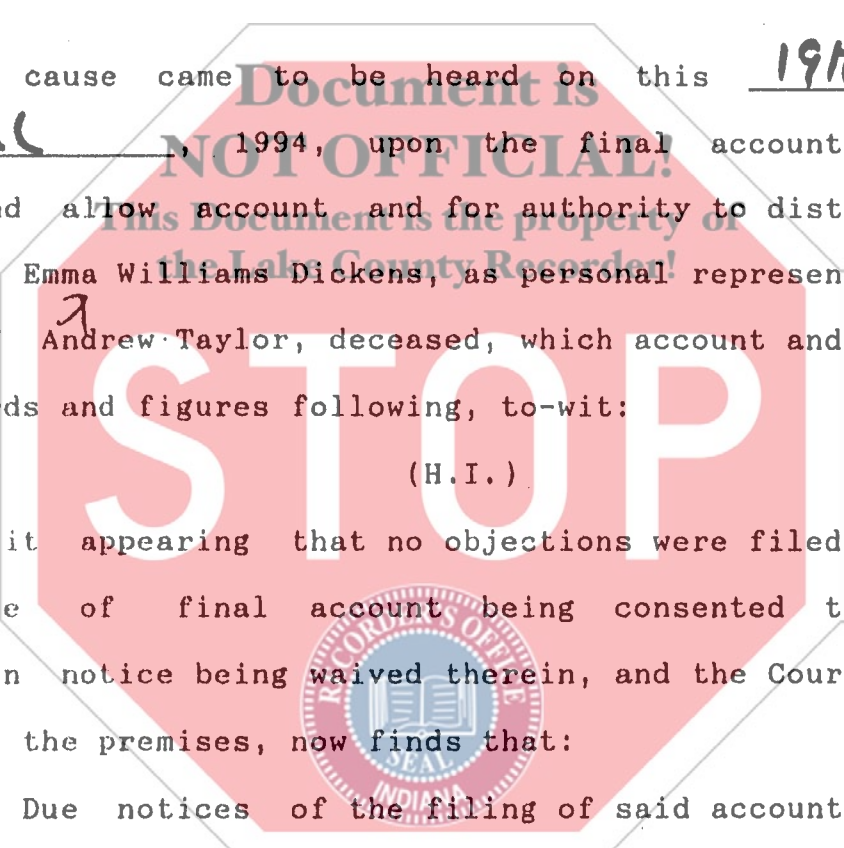 cause came to be heard on this 19th
, 1994, upon the final account
allow account and for authority to dist
Emma Williams Dickens, as personal represen
Andrew Taylor, deceased, which account and
ds and figures following, to-wit:
(H.I.)
it appearing that no objections were filed
e of final account being consented t
n notice being waived therein, and the Cour
the premises, now finds that:
Due notices of the filing of said account
Document is
NOT OFFICIAL!
This Document is the property of
the Lake County Recorder!
STOP
RECORDER'S OFFICE
SEAL
INDIANA